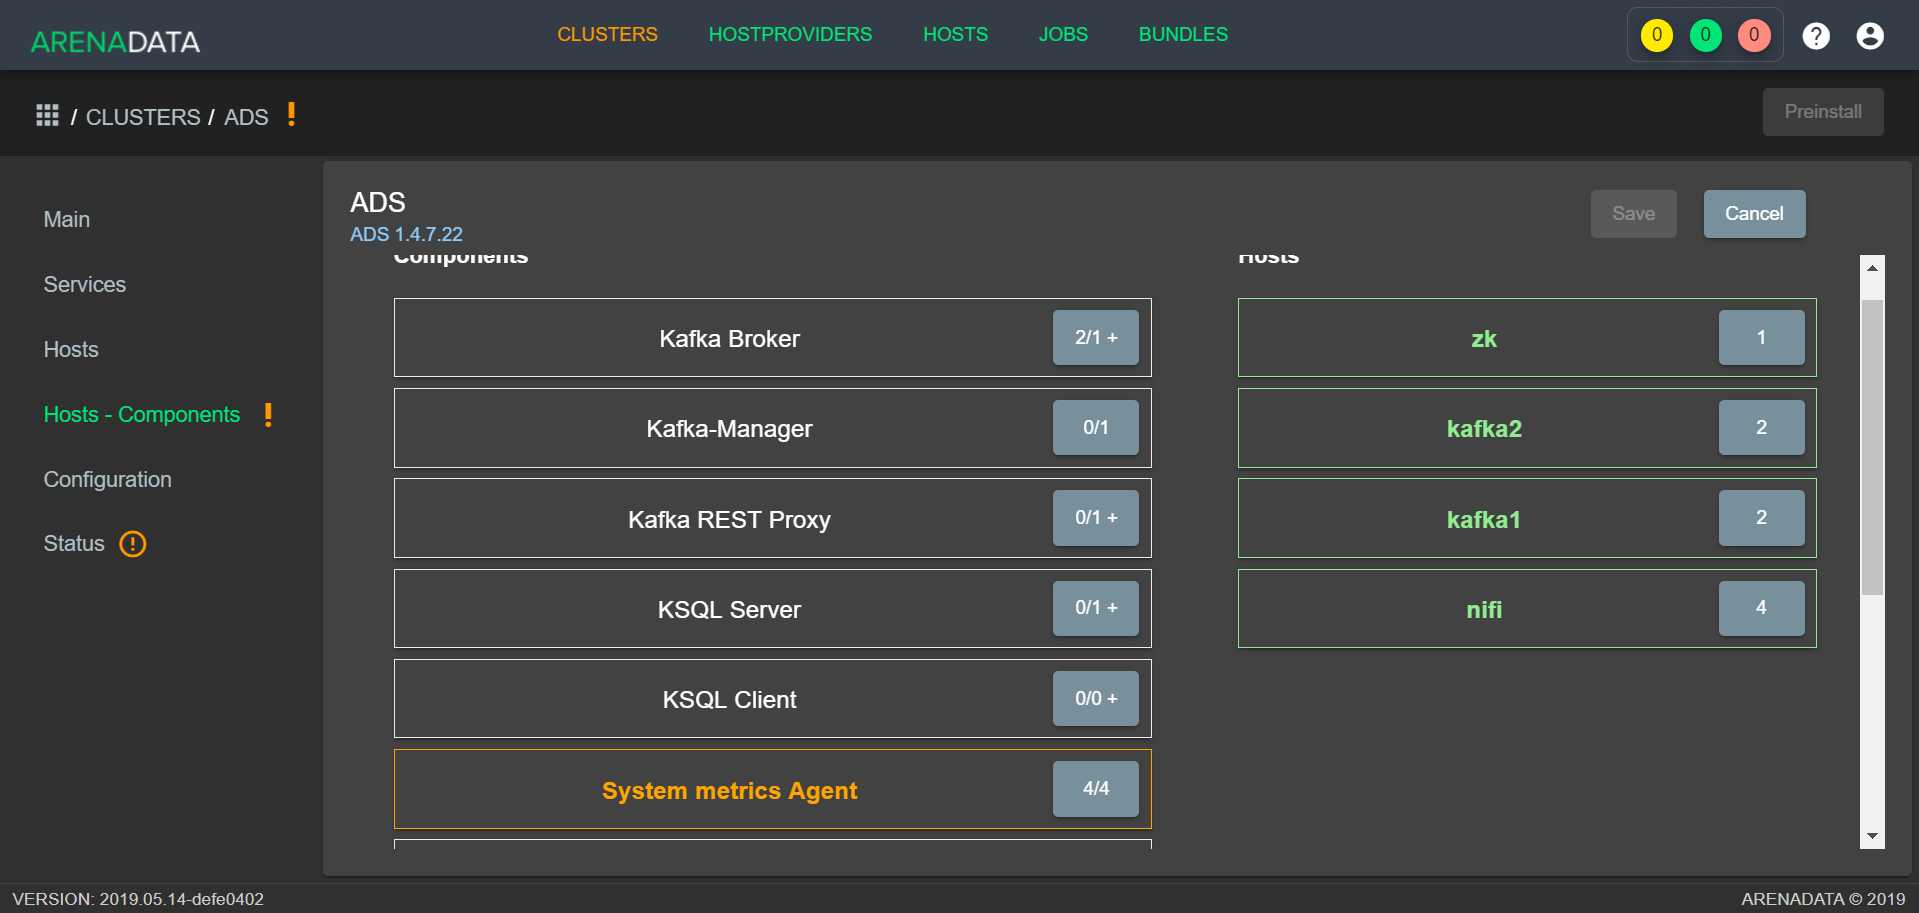 ARENADATA
CLUSTERS HOSTPROVIDERS HOSTS JOBS BUNDLES
0 0 0 ?
/ CLUSTERS / ADS !
Preinstall
Main
Services
Hosts
Hosts - Components !
Configuration
Status !
ADS
ADS 1.4.7.22
Save Cancel
Components
Kafka Broker 2/1 +
Kafka-Manager 0/1
Kafka REST Proxy 0/1 +
KSQL Server 0/1 +
KSQL Client 0/0 +
System metrics Agent 4/4
Hosts
zk 1
kafka2 2
kafka1 2
nifi 4
VERSION: 2019.05.14-defe0402
ARENADATA © 2019